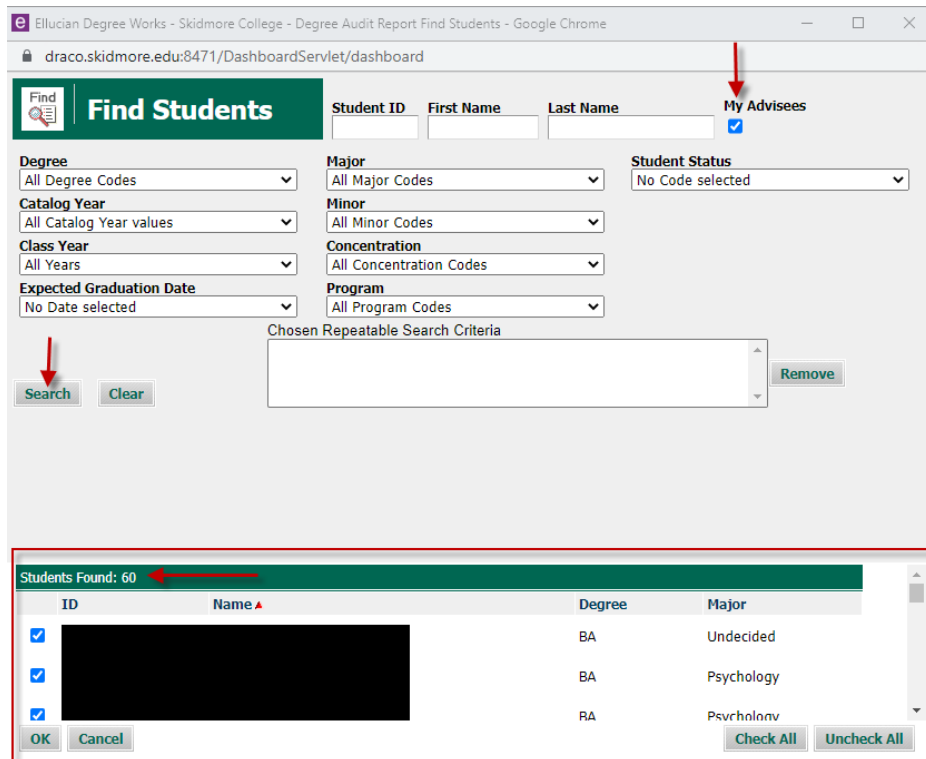 Ellucian Degree Works - Skidmore College - Degree Audit Report Find Students - Google Chrome
draco.skidmore.edu:8471/DashboardServlet/dashboard
Find
Find Students
Student ID First Name Last Name My Advisees
Degree Major Student Status
All Degree Codes All Major Codes No Code selected
Catalog Year Minor
All Catalog Year values All Minor Codes
Class Year Concentration
All Years All Concentration Codes
Expected Graduation Date Program
No Date selected All Program Codes
Chosen Repeatable Search Criteria
Remove
Search Clear
Students Found: 60
ID Name Degree Major
BA Undecided
BA Psychology
BA Psychology
OK Cancel Check All Uncheck All